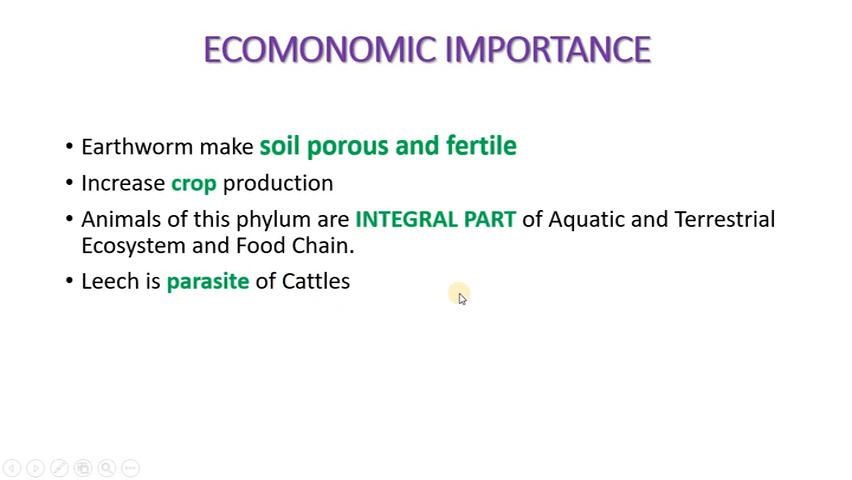 ECOMONOMIC IMPORTANCE
• Earthworm make soil porous and fertile
• Increase crop production
• Animals of this phylum are INTEGRAL PART of Aquatic and Terrestrial
Ecosystem and Food Chain.
• Leech is parasite of Cattles